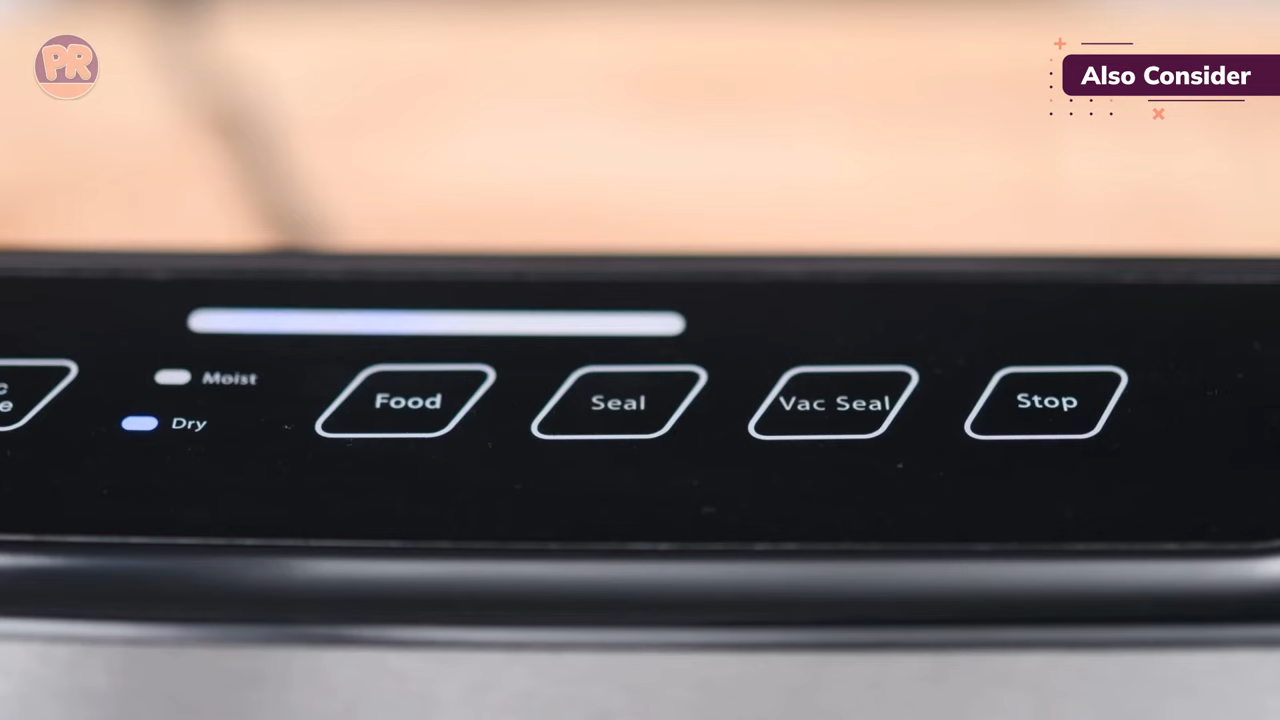 PR
Also Consider
Moist
Dry
Food
Seal
Vac Seal
Stop